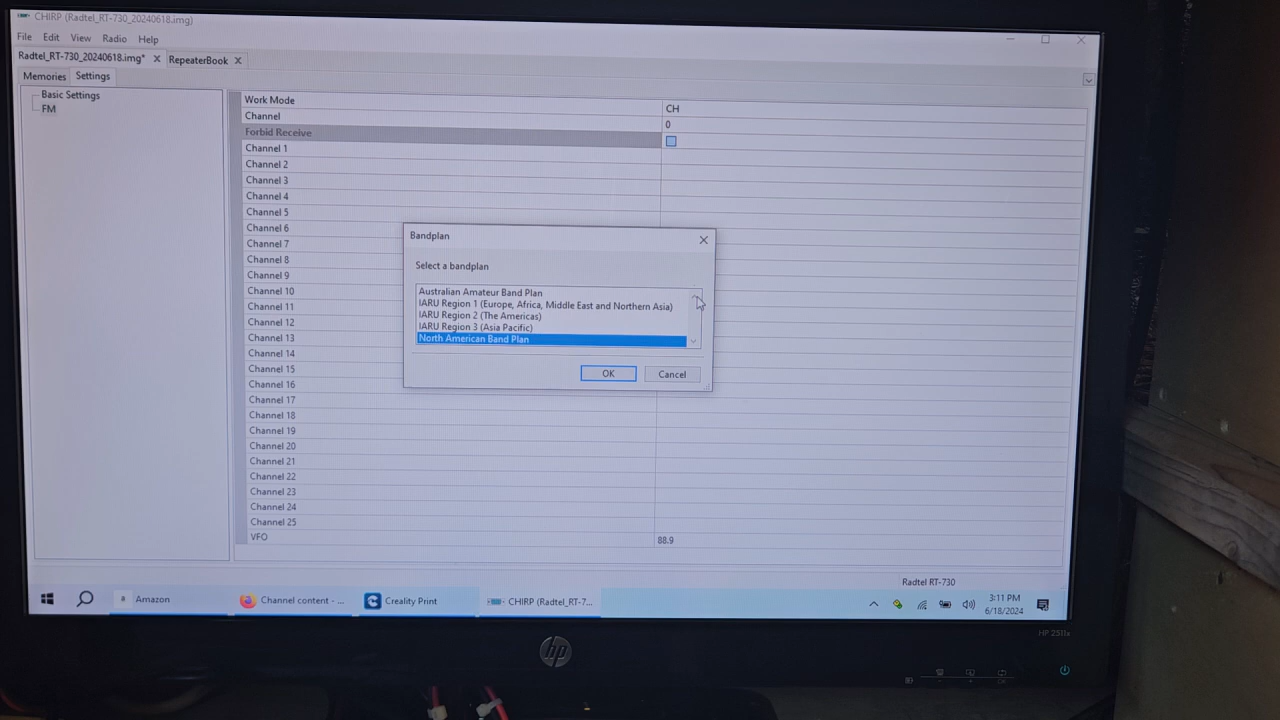 CHIRP (Radtel_RT-730_20240618.img)
File Edit View Radio Help
Radtel_RT-730_20240618.img* X RepeaterBook X
Memories Settings
Basic Settings
FM
Work Mode CH
Channel 0
Forbid Receive
Channel 1
Channel 2
Channel 3
Channel 4
Channel 5
Channel 6
Channel 7
Channel 8
Channel 9
Channel 10
Channel 11
Channel 12
Channel 13
Channel 14
Channel 15
Channel 16
Channel 17
Channel 18
Channel 19
Channel 20
Channel 21
Channel 22
Channel 23
Channel 24
Channel 25
VFO 88.9
Bandplan
Select a bandplan
Australian Amateur Band Plan
IARU Region 1 (Europe, Africa, Middle East and Northern Asia)
IARU Region 2 (The Americas)
IARU Region 3 (Asia Pacific)
North American Band Plan
OK Cancel
Radtel RT-730
Amazon Channel content - ... Creality Print CHIRP (Radtel_RT-7...
3:11 PM
6/18/2024
HP 2511x
hp